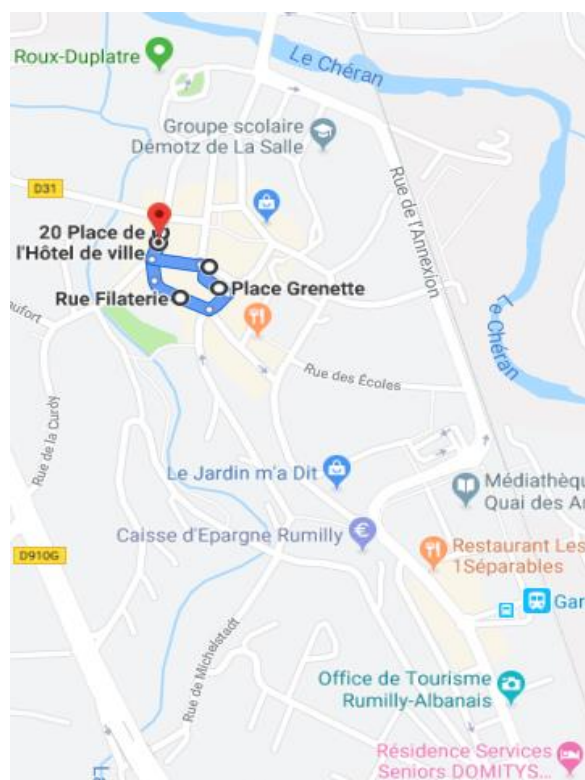 Le Chéran
Roux-Duplatre
Groupe scolaire
Démotz de La Salle
Rue de l'Annexion
D31
20 Place de
l'Hôtel de ville
Place Grenette
Rue Filaterie
Le Chéran
aufort
Rue des Écoles
Rue de la Curdy
Le Jardin m'a Dit
Médiathèqu
Quai des Ar
Caisse d'Epargne Rumilly
Restaurant Les
1Séparables
D910G
Gar
Rue de Michelstadt
Office de Tourisme
Rumilly-Albanais
La
Résidence Services
Seniors DOMITYS...